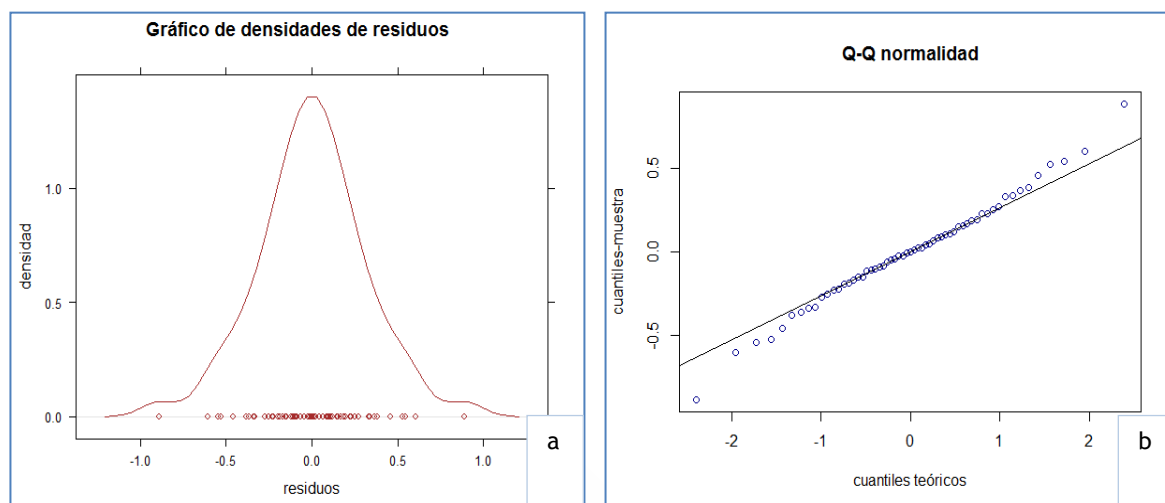 Gráfico de densidades de residuos
densidad
1.0
0.5
0.0
-1.0
-0.5
0.0
0.5
1.0
residuos
a
Q-Q normalidad
cuantiles-muestra
0.5
0.0
-0.5
-2
-1
0
1
2
cuantiles teóricos
b